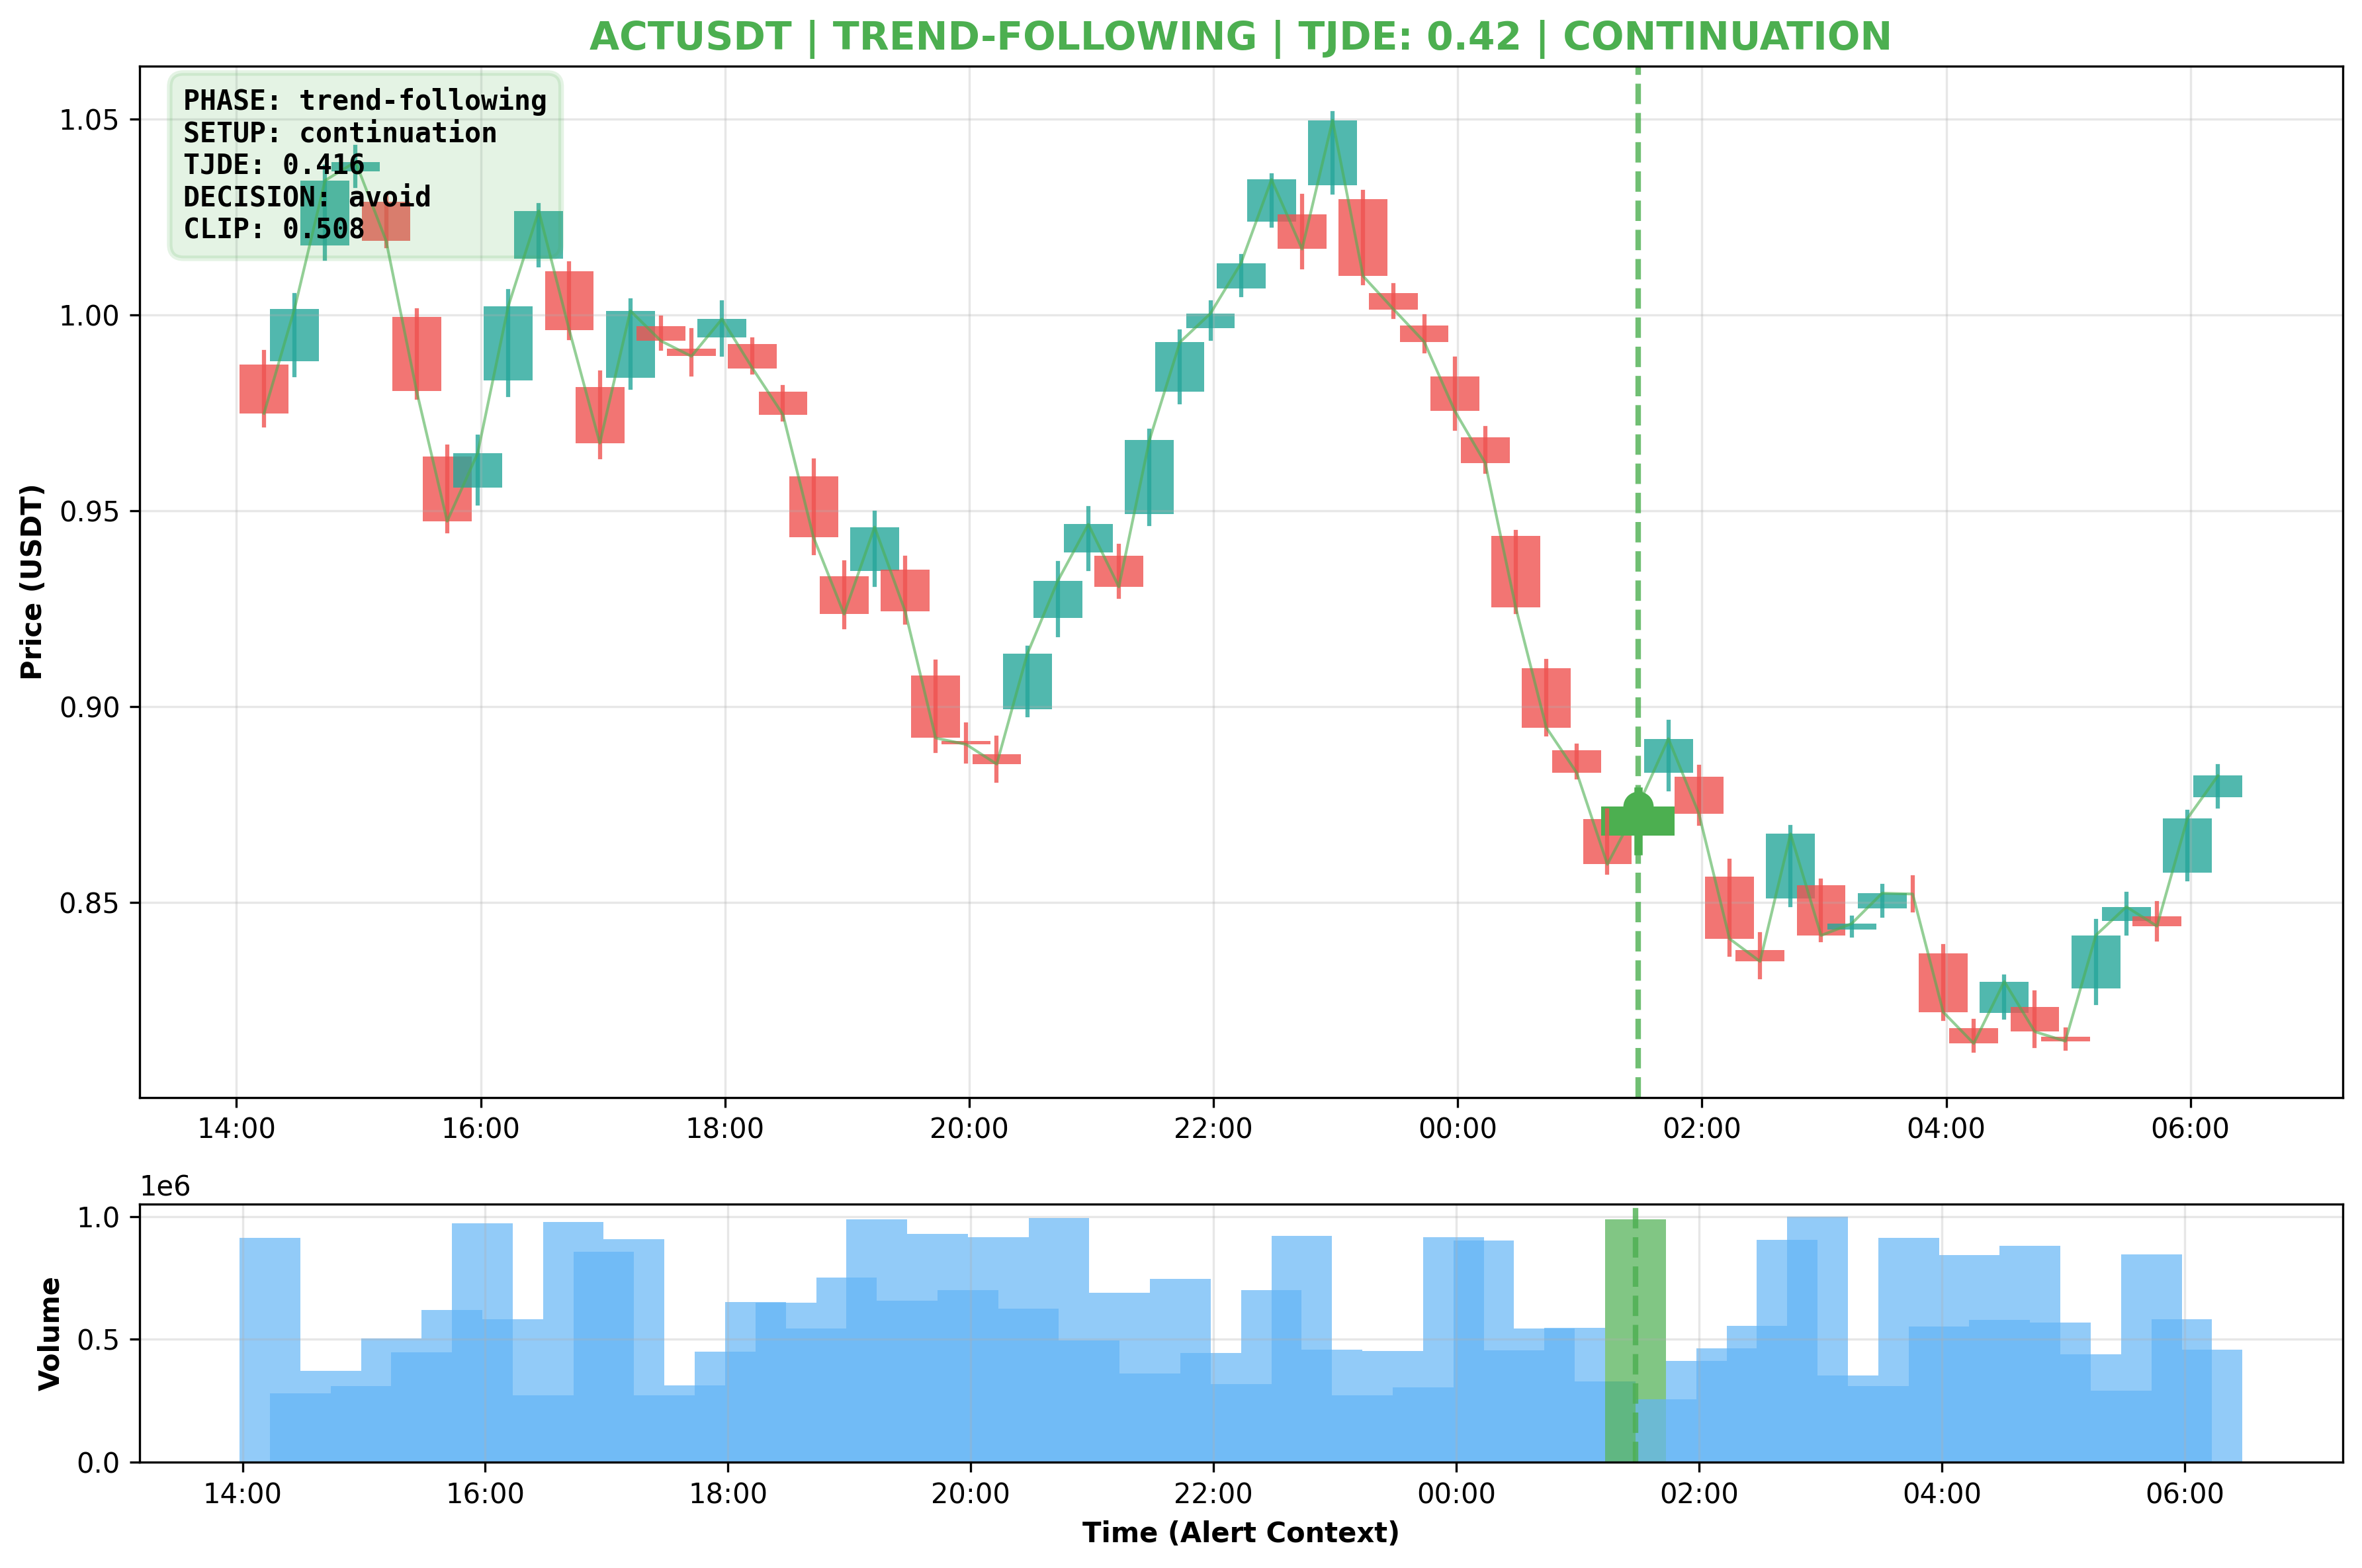 ACTUSDT | TREND-FOLLOWING | TJDE: 0.42 | CONTINUATION
PHASE: trend-following
SETUP: continuation
TJDE: 0.416
DECISION: avoid
CLIP: 0.508
Price (USDT)
1.05
1.00
0.95
0.90
0.85
14:00 16:00 18:00 20:00 22:00 00:00 02:00 04:00 06:00
1e6
Volume
1.0
0.5
0.0
14:00 16:00 18:00 20:00 22:00 00:00 02:00 04:00 06:00
Time (Alert Context)